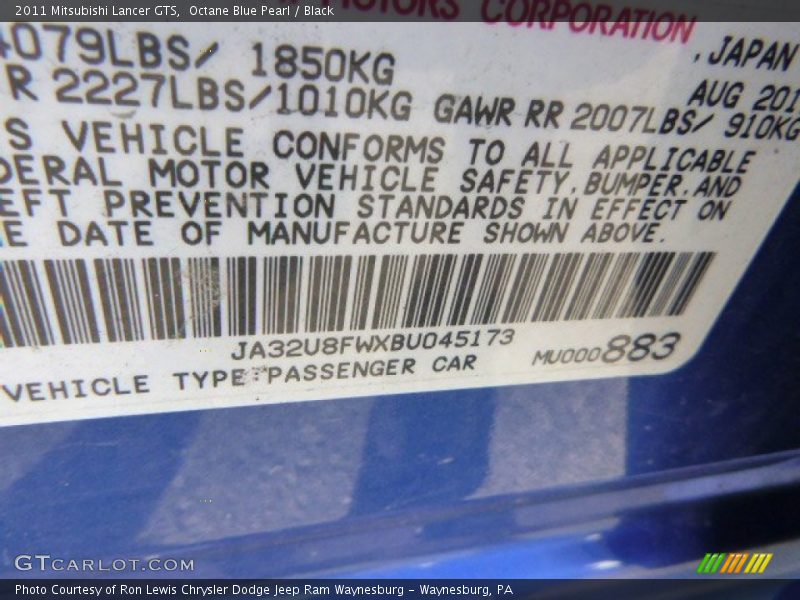 2011 Mitsubishi Lancer GTS, Octane Blue Pearl / Black
MOTORS CORPORATION
4079LBS/ 1850KG , JAPAN
R 2227LBS/1010KG GAWR RR 2007LBS/ 910KG AUG 201
S VEHICLE CONFORMS TO ALL APPLICABLE
DERAL MOTOR VEHICLE SAFETY, BUMPER, AND
EFT PREVENTION STANDARDS IN EFFECT ON
E DATE OF MANUFACTURE SHOWN ABOVE.
JA32U8FWXBU045173
VEHICLE TYPE:PASSENGER CAR MU000883
GTCARLOT.COM
Photo Courtesy of Ron Lewis Chrysler Dodge Jeep Ram Waynesburg - Waynesburg, PA